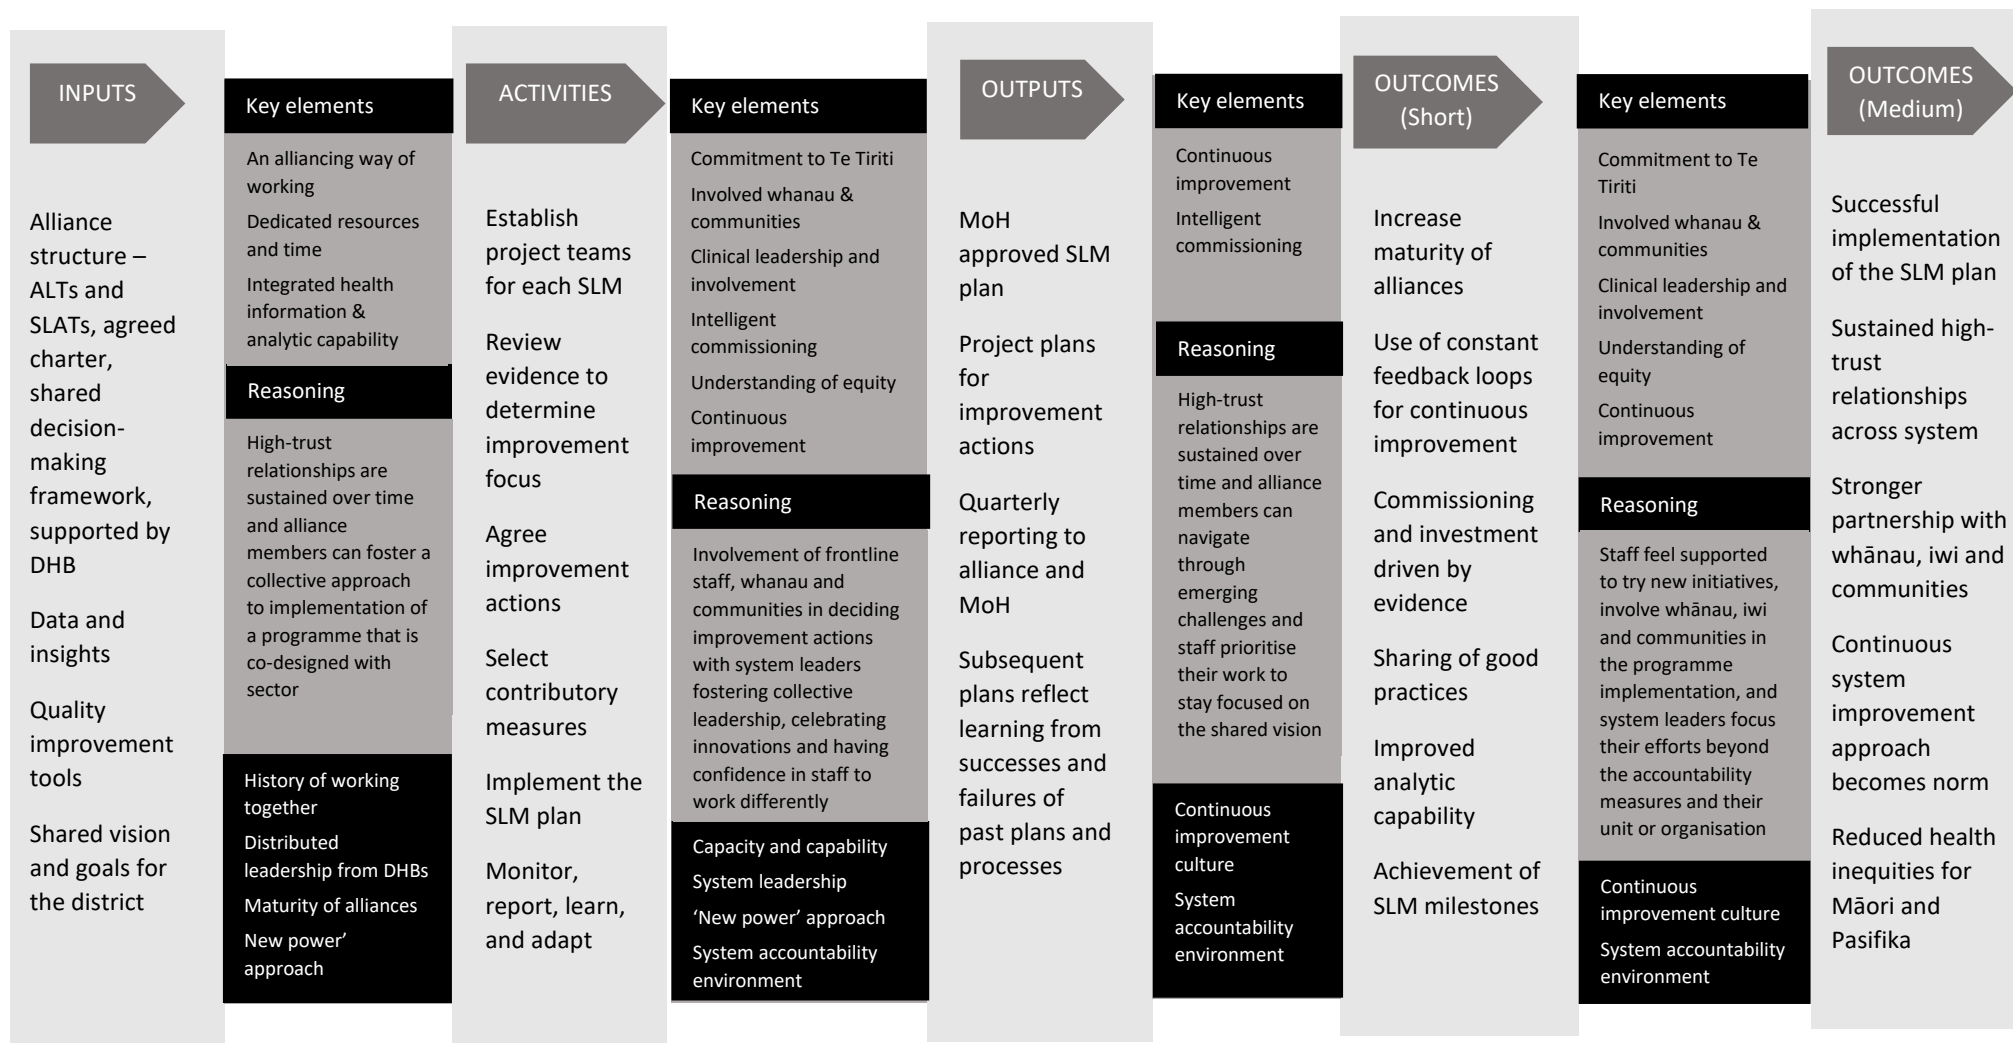 INPUTS
Alliance
structure –
ALTs and
SLATs, agreed
charter,
shared
decision-
making
framework,
supported by
DHB
Data and
insights
Quality
improvement
tools
Shared vision
and goals for
the district
Key elements
An alliancing way of
working
Dedicated resources
and time
Integrated health
information &
analytic capability
Reasoning
High-trust
relationships are
sustained over time
and alliance
members can foster a
collective approach
to implementation of
a programme that is
co-designed with
sector
History of working
together
Distributed
leadership from DHBs
Maturity of alliances
New power’
approach
ACTIVITIES
Establish
project teams
for each SLM
Review
evidence to
determine
improvement
focus
Agree
improvement
actions
Select
contributory
measures
Implement the
SLM plan
Monitor,
report, learn,
and adapt
Key elements
Commitment to Te Tiriti
Involved whanau &
communities
Clinical leadership and
involvement
Intelligent
commissioning
Understanding of equity
Continuous
improvement
Reasoning
Involvement of frontline
staff, whanau and
communities in deciding
improvement actions
with system leaders
fostering collective
leadership, celebrating
innovations and having
confidence in staff to
work differently
Capacity and capability
System leadership
‘New power’ approach
System accountability
environment
OUTPUTS
MoH
approved SLM
plan
Project plans
for
improvement
actions
Quarterly
reporting to
alliance and
MoH
Subsequent
plans reflect
learning from
successes and
failures of
past plans and
processes
Key elements
Continuous
improvement
Intelligent
commissioning
Reasoning
High-trust
relationships are
sustained over
time and alliance
members can
navigate
through
emerging
challenges and
staff prioritise
their work to
stay focused on
the shared vision
Continuous
improvement
culture
System
accountability
environment
OUTCOMES
(Short)
Increase
maturity of
alliances
Use of constant
feedback loops
for continuous
improvement
Commissioning
and investment
driven by
evidence
Sharing of good
practices
Improved
analytic
capability
Achievement of
SLM milestones
Key elements
Commitment to Te
Tiriti
Involved whanau &
communities
Clinical leadership and
involvement
Understanding of
equity
Continuous
improvement
Reasoning
Staff feel supported
to try new initiatives,
involve whānau, iwi
and communities in
the programme
implementation, and
system leaders focus
their efforts beyond
the accountability
measures and their
unit or organisation
Continuous
improvement culture
System accountability
environment
OUTCOMES
(Medium)
Successful
implementation
of the SLM plan
Sustained high-
trust
relationships
across system
Stronger
partnership with
whānau, iwi and
communities
Continuous
system
improvement
approach
becomes norm
Reduced health
inequities for
Māori and
Pasifika